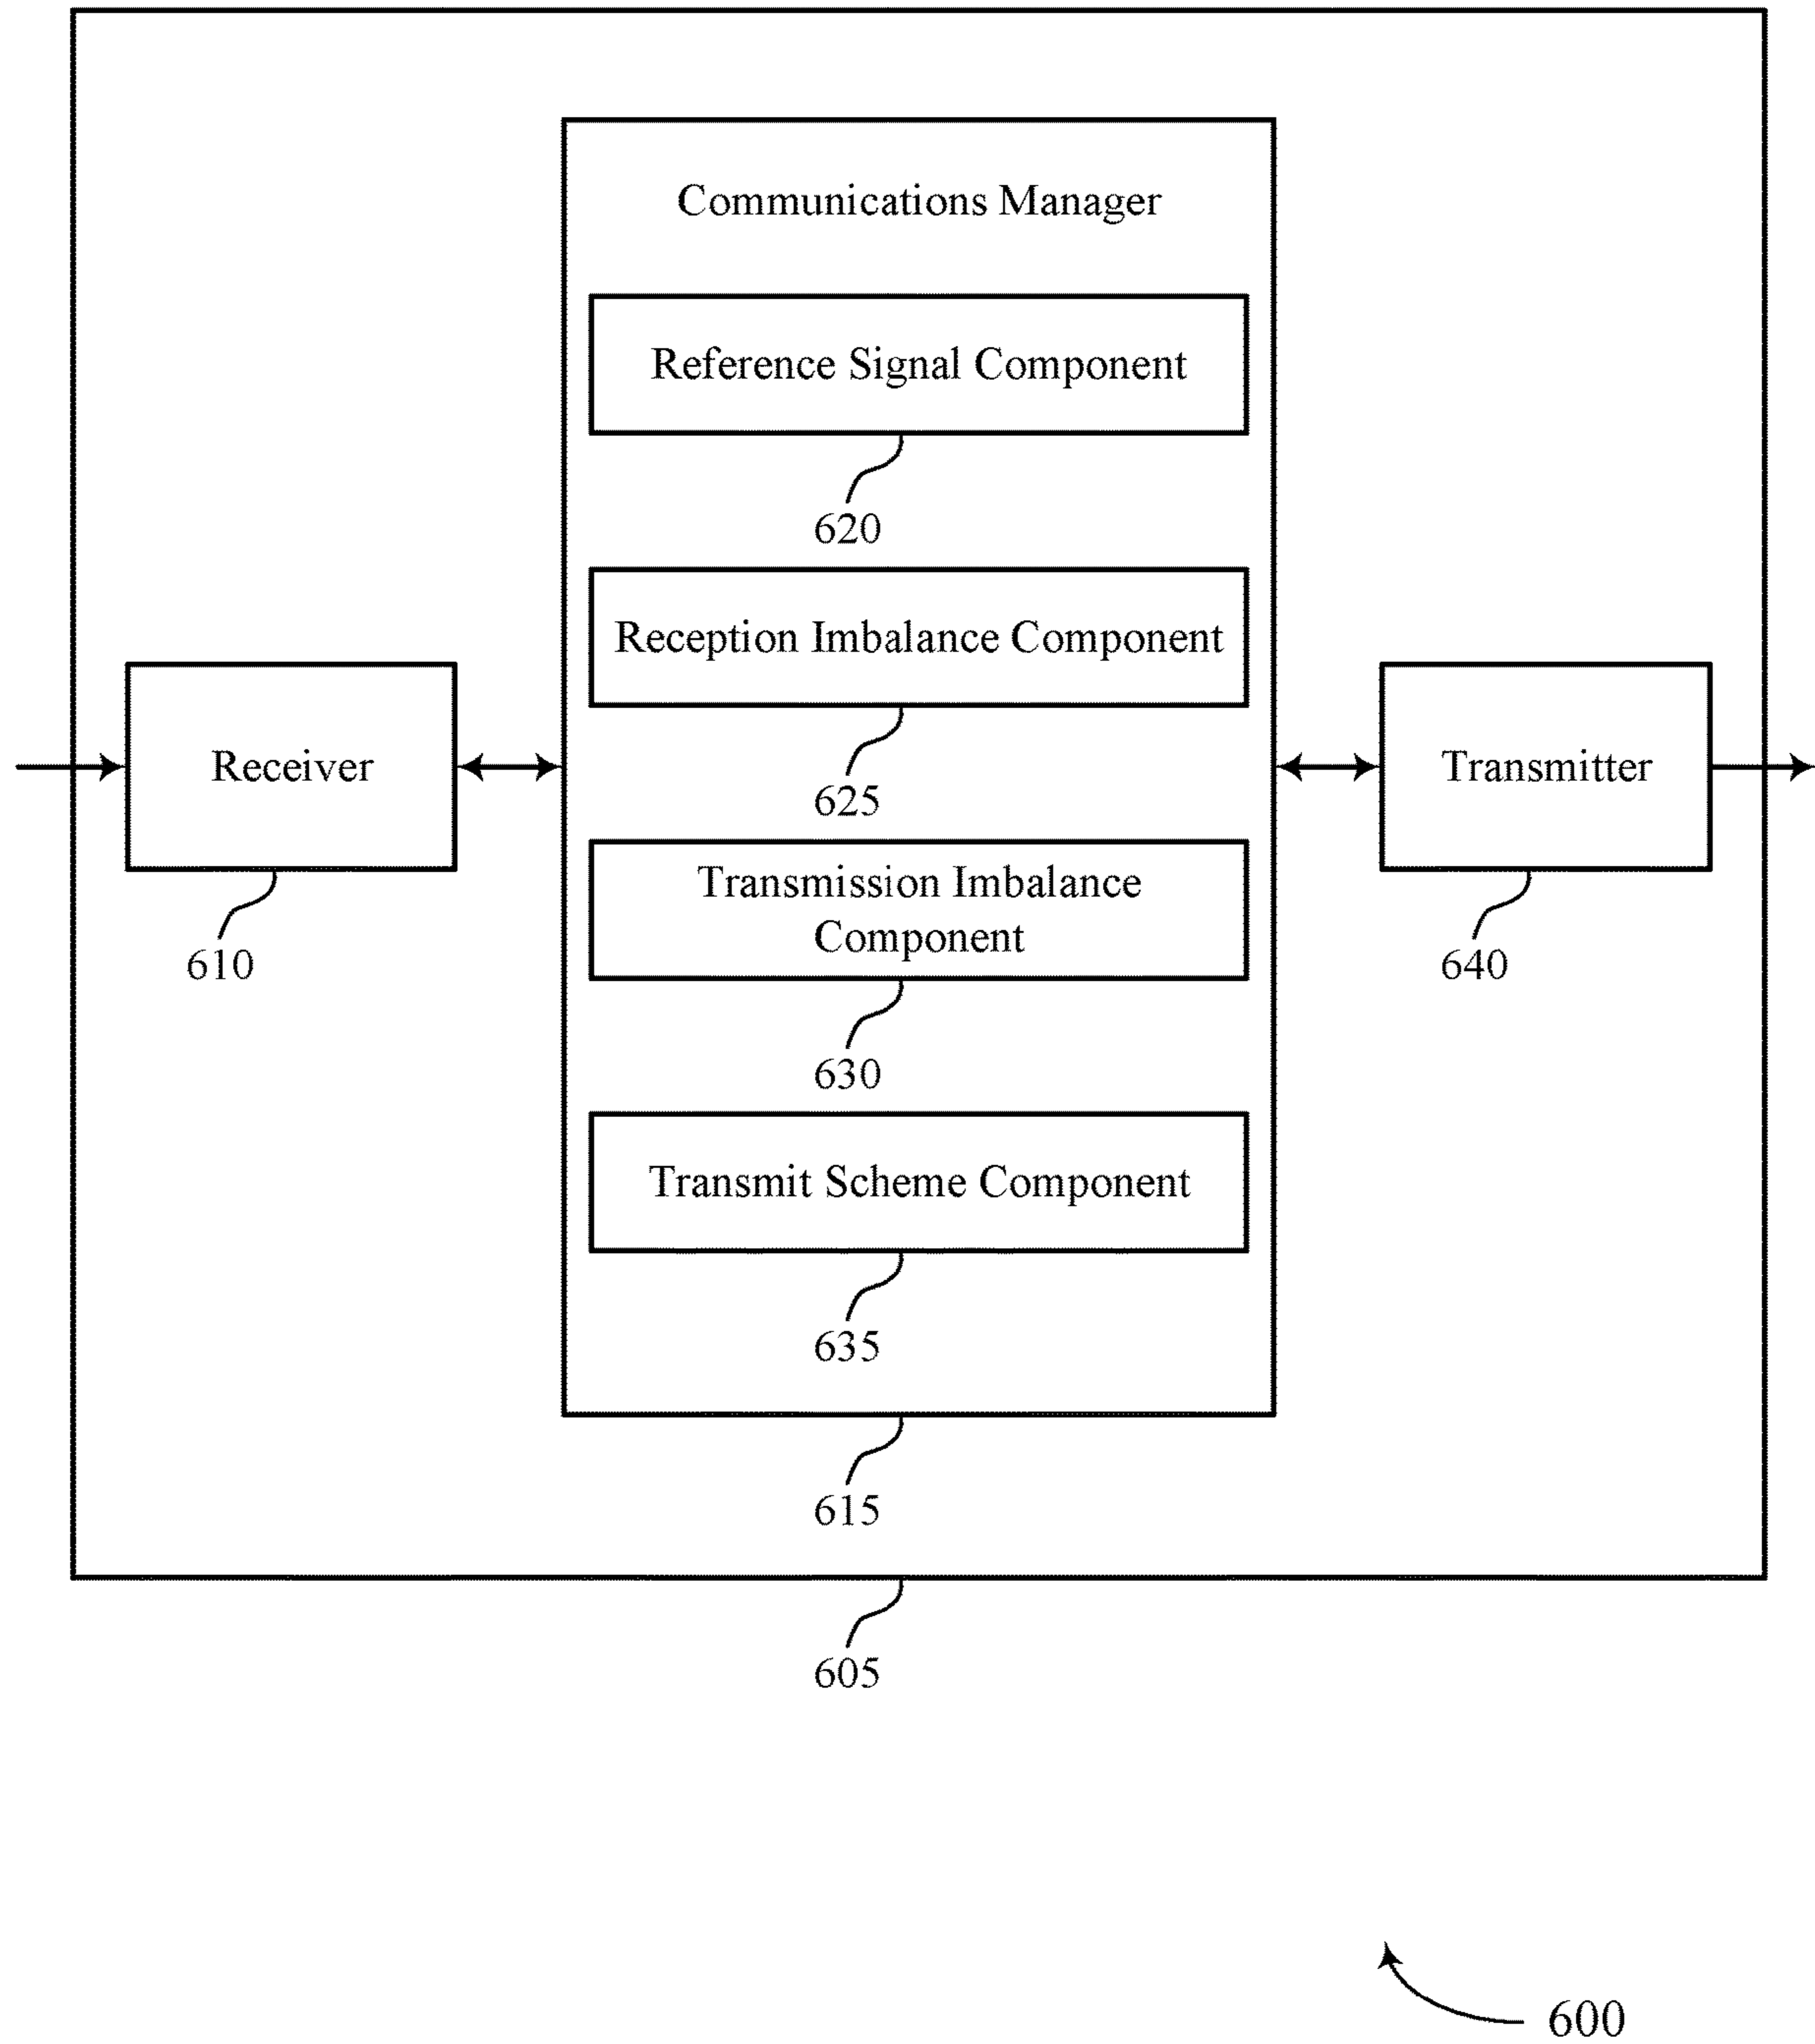 Communications Manager
Reference Signal Component
620
Reception Imbalance Component
625
Receiver
610
Transmission Imbalance
Component
630
Transmitter
640
Transmit Scheme Component
635
615
605
600